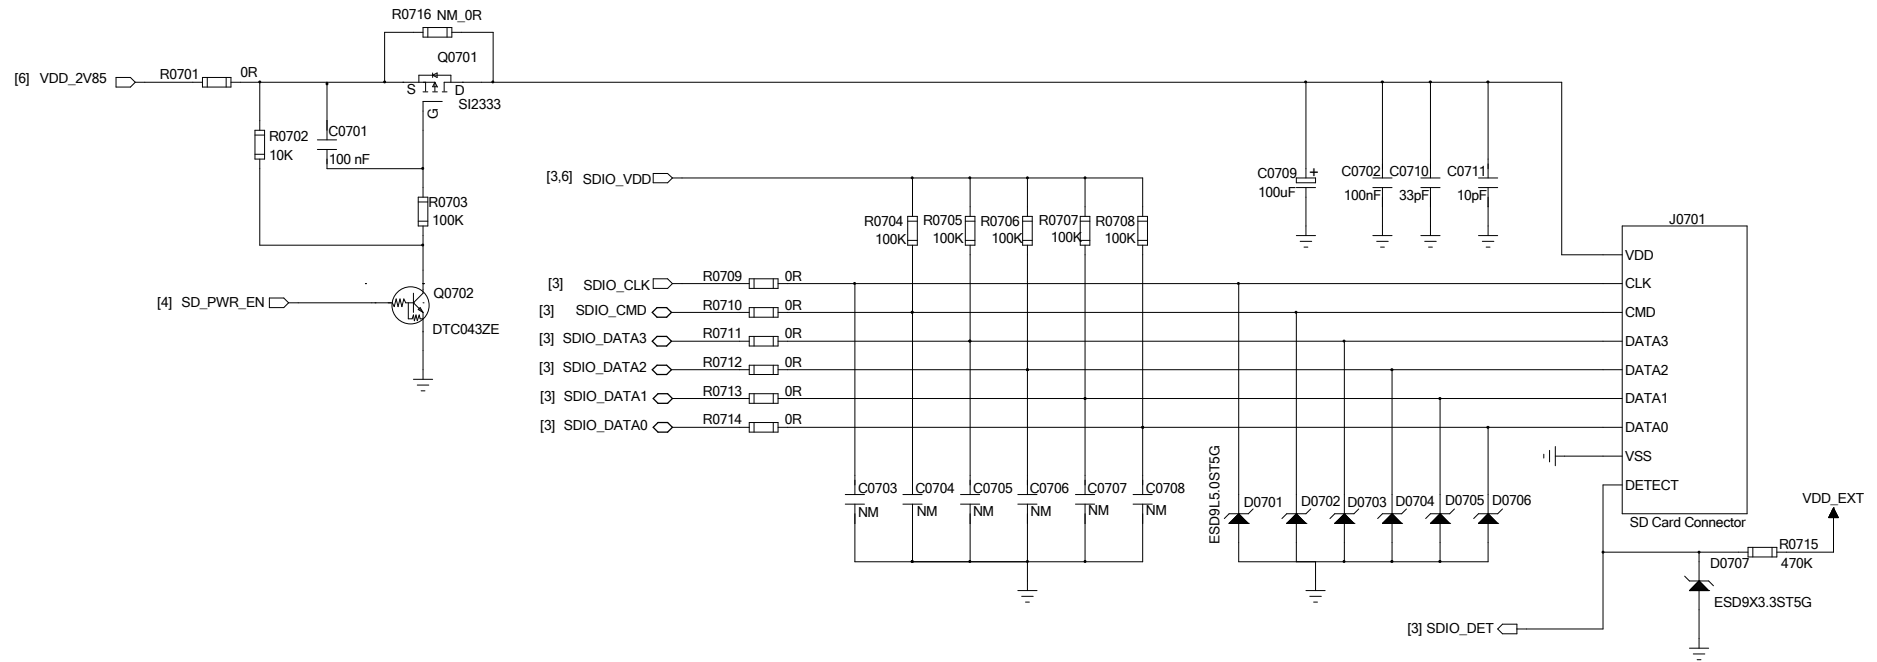 R0716 NM_0R
Q0701
[6] VDD_2V85
R0701
0R
S
D
G
SI2333
R0702
10K
C0701
100 nF
R0703
100K
[4] SD_PWR_EN
Q0702
DTC043ZE
[3,6] SDIO_VDD
R0704
100K
R0705
100K
R0706
100K
R0707
100K
R0708
100K
C0709
+
100uF
C0702
100nF
C0710
33pF
C0711
10pF
[3] SDIO_CLK
R0709
0R
[3] SDIO_CMD
R0710
0R
[3] SDIO_DATA3
R0711
0R
[3] SDIO_DATA2
R0712
0R
[3] SDIO_DATA1
R0713
0R
[3] SDIO_DATA0
R0714
0R
J0701
VDD
CLK
CMD
DATA3
DATA2
DATA1
DATA0
VSS
DETECT
SD Card Connector
C0703
NM
C0704
NM
C0705
NM
C0706
NM
C0707
NM
C0708
NM
ESD9L5.0ST5G
D0701
D0702
D0703
D0704
D0705
D0706
VDD_EXT
R0715
470K
D0707
ESD9X3.3ST5G
[3] SDIO_DET